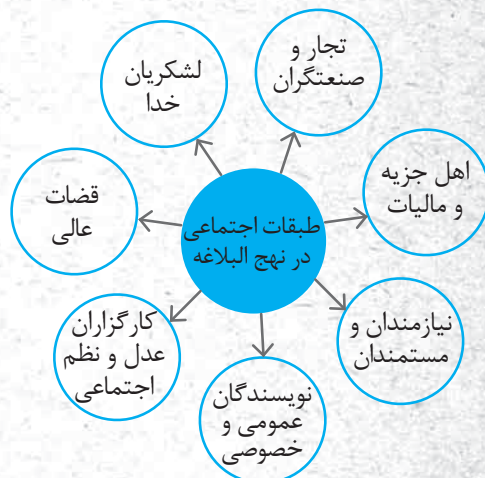 طبقات اجتماعی
در نهج البلاغه
تجار و
صنعتگران
اهل جزیه
و مالیات
نیازمندان و
مستمندان
نویسندگان
عمومی و
خصوصی
کارگزاران
عدل و نظم
اجتماعی
قضات
عالی
لشکریان
خدا